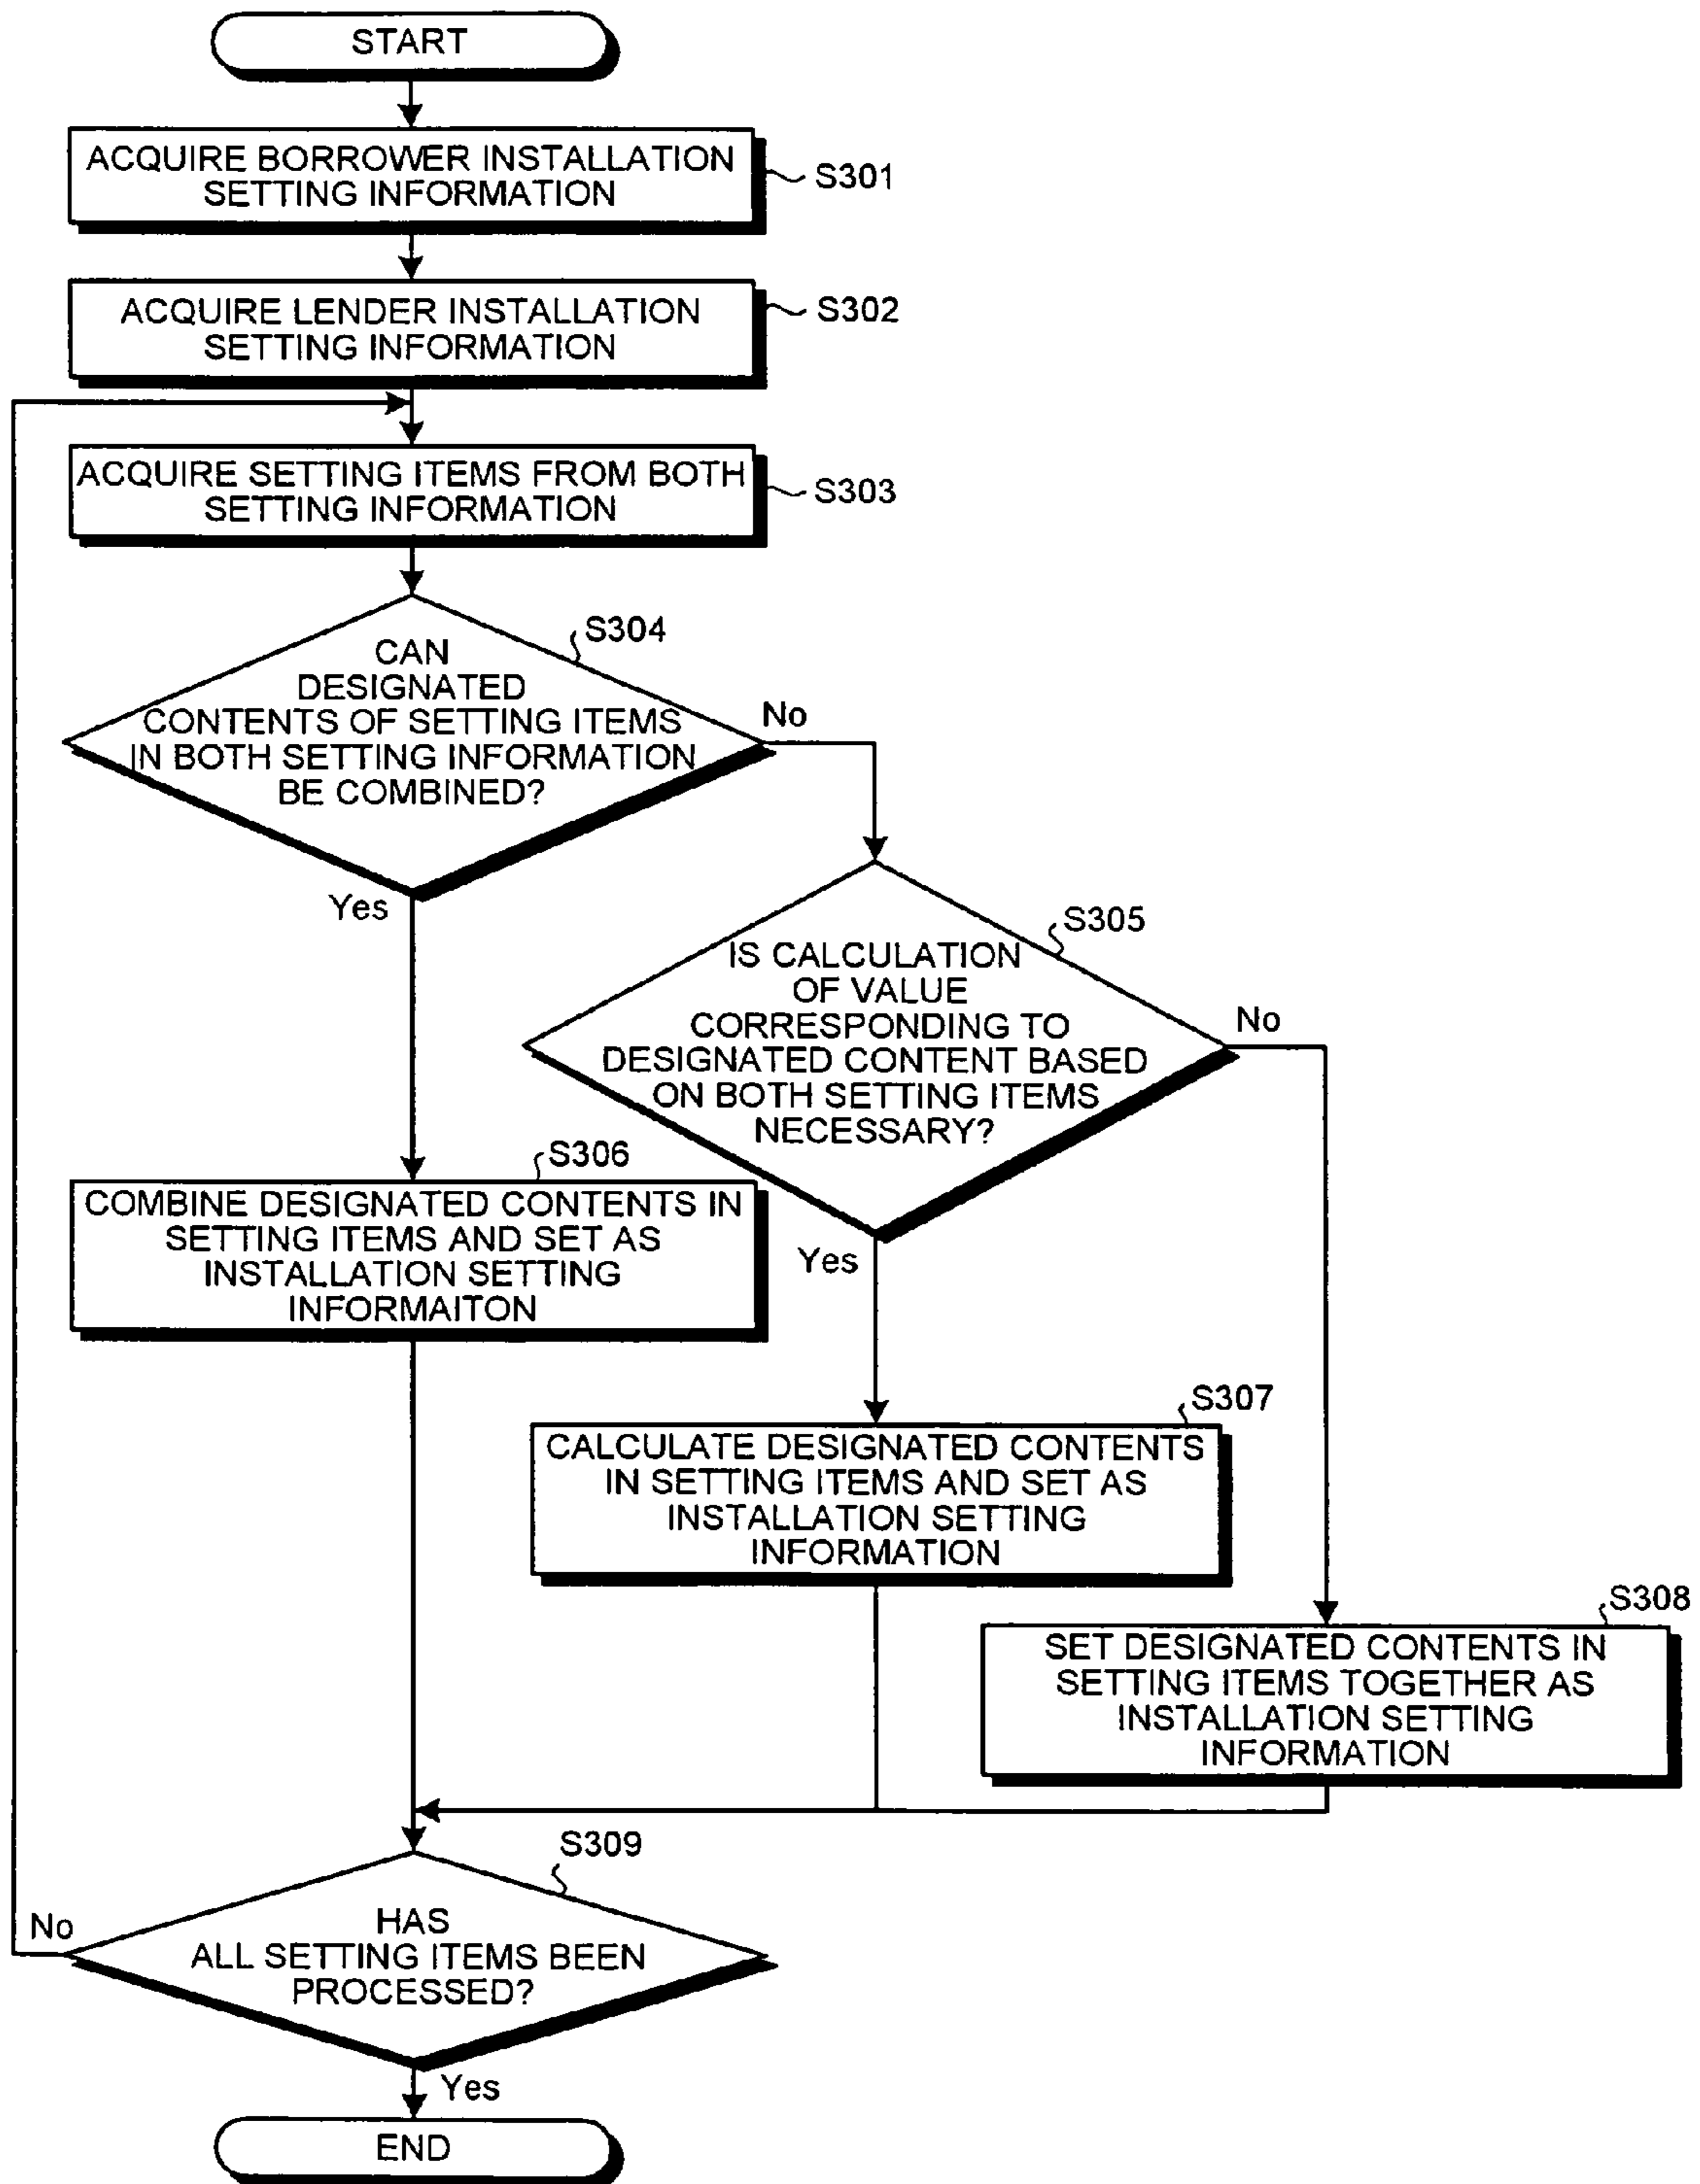 START
ACQUIRE BORROWER INSTALLATION
SETTING INFORMATION
S301
ACQUIRE LENDER INSTALLATION
SETTING INFORMATION
S302
ACQUIRE SETTING ITEMS FROM BOTH
SETTING INFORMATION
S303
S304
CAN
DESIGNATED
CONTENTS OF SETTING ITEMS
IN BOTH SETTING INFORMATION
BE COMBINED?
No
Yes
S305
IS CALCULATION
OF VALUE
CORRESPONDING TO
DESIGNATED CONTENT BASED
ON BOTH SETTING ITEMS
NECESSARY?
No
Yes
S306
COMBINE DESIGNATED CONTENTS IN
SETTING ITEMS AND SET AS
INSTALLATION SETTING
INFORMAITON
S307
CALCULATE DESIGNATED CONTENTS
IN SETTING ITEMS AND SET AS
INSTALLATION SETTING
INFORMATION
S308
SET DESIGNATED CONTENTS IN
SETTING ITEMS TOGETHER AS
INSTALLATION SETTING
INFORMATION
S309
HAS
ALL SETTING ITEMS BEEN
PROCESSED?
No
Yes
END